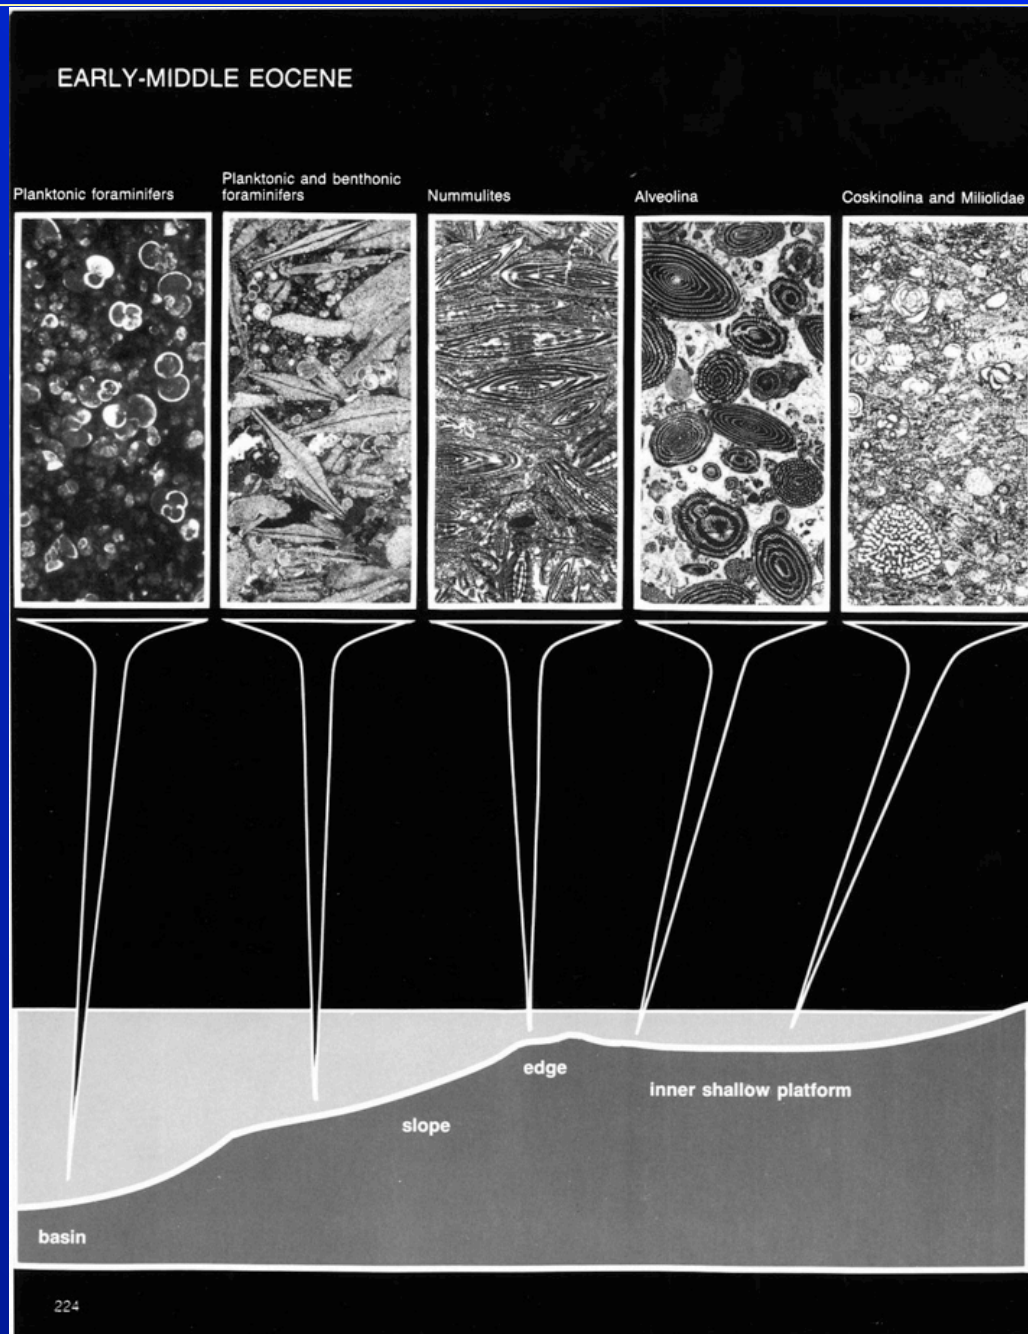 EARLY-MIDDLE EOCENE
Planktonic foraminifers
Planktonic and benthonic
foraminifers
Nummulites
Alveolina
Coskinolina and Miliolidae
edge
inner shallow platform
slope
basin
224